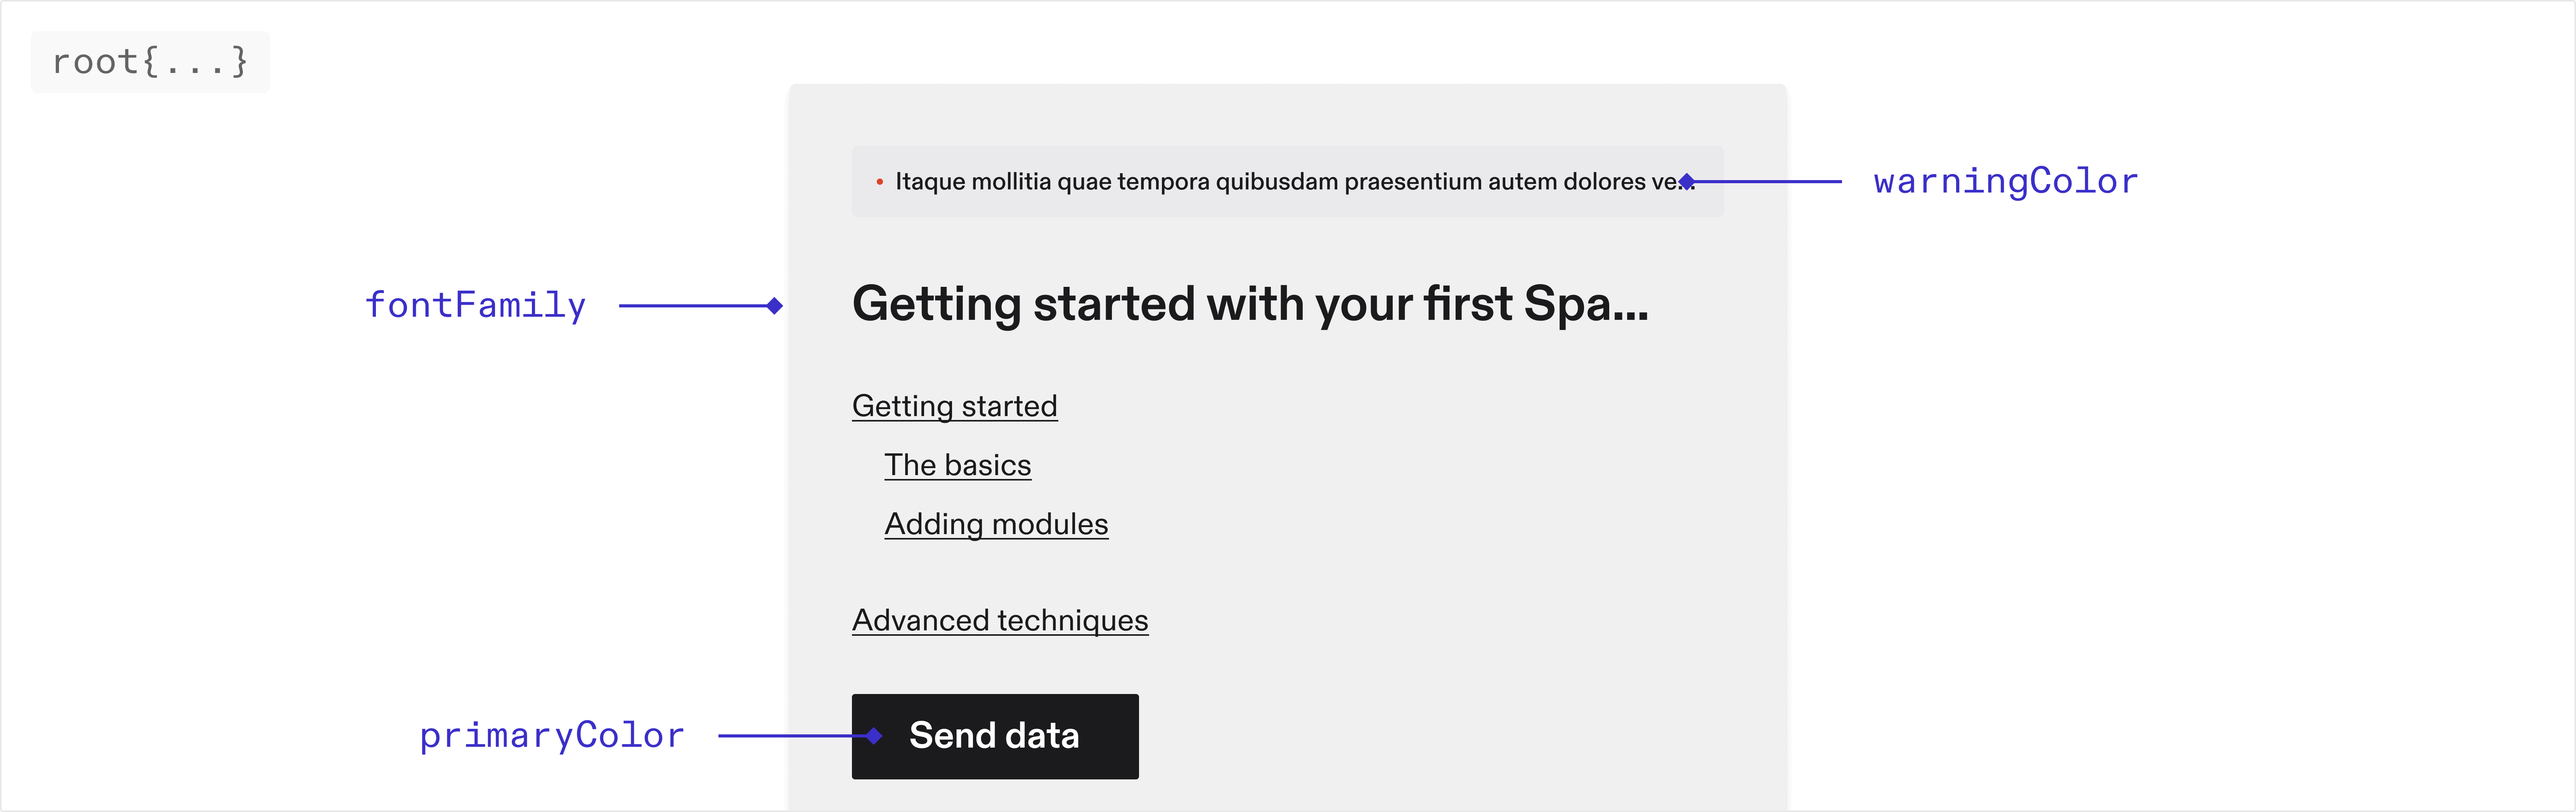 root{...}
Itaque mollitia quae tempora quibusdam praesentium autem dolores ve...
warningColor
fontFamily
Getting started with your first Spa...
Getting started
The basics
Adding modules
Advanced techniques
primaryColor
Send data